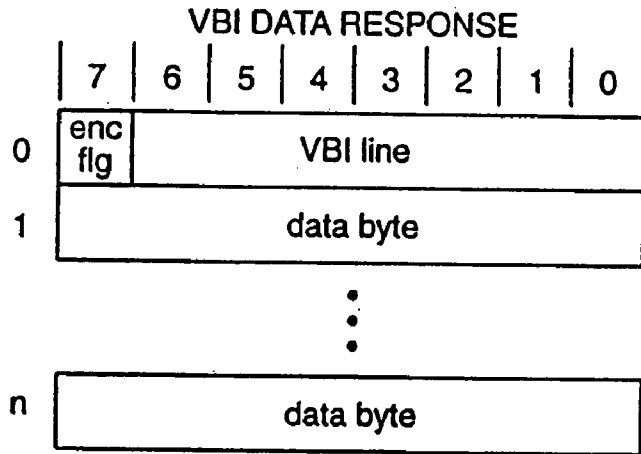 VBI DATA RESPONSE
7 6 5 4 3 2 1 0
0 enc flg VBI line
1 data byte
n data byte